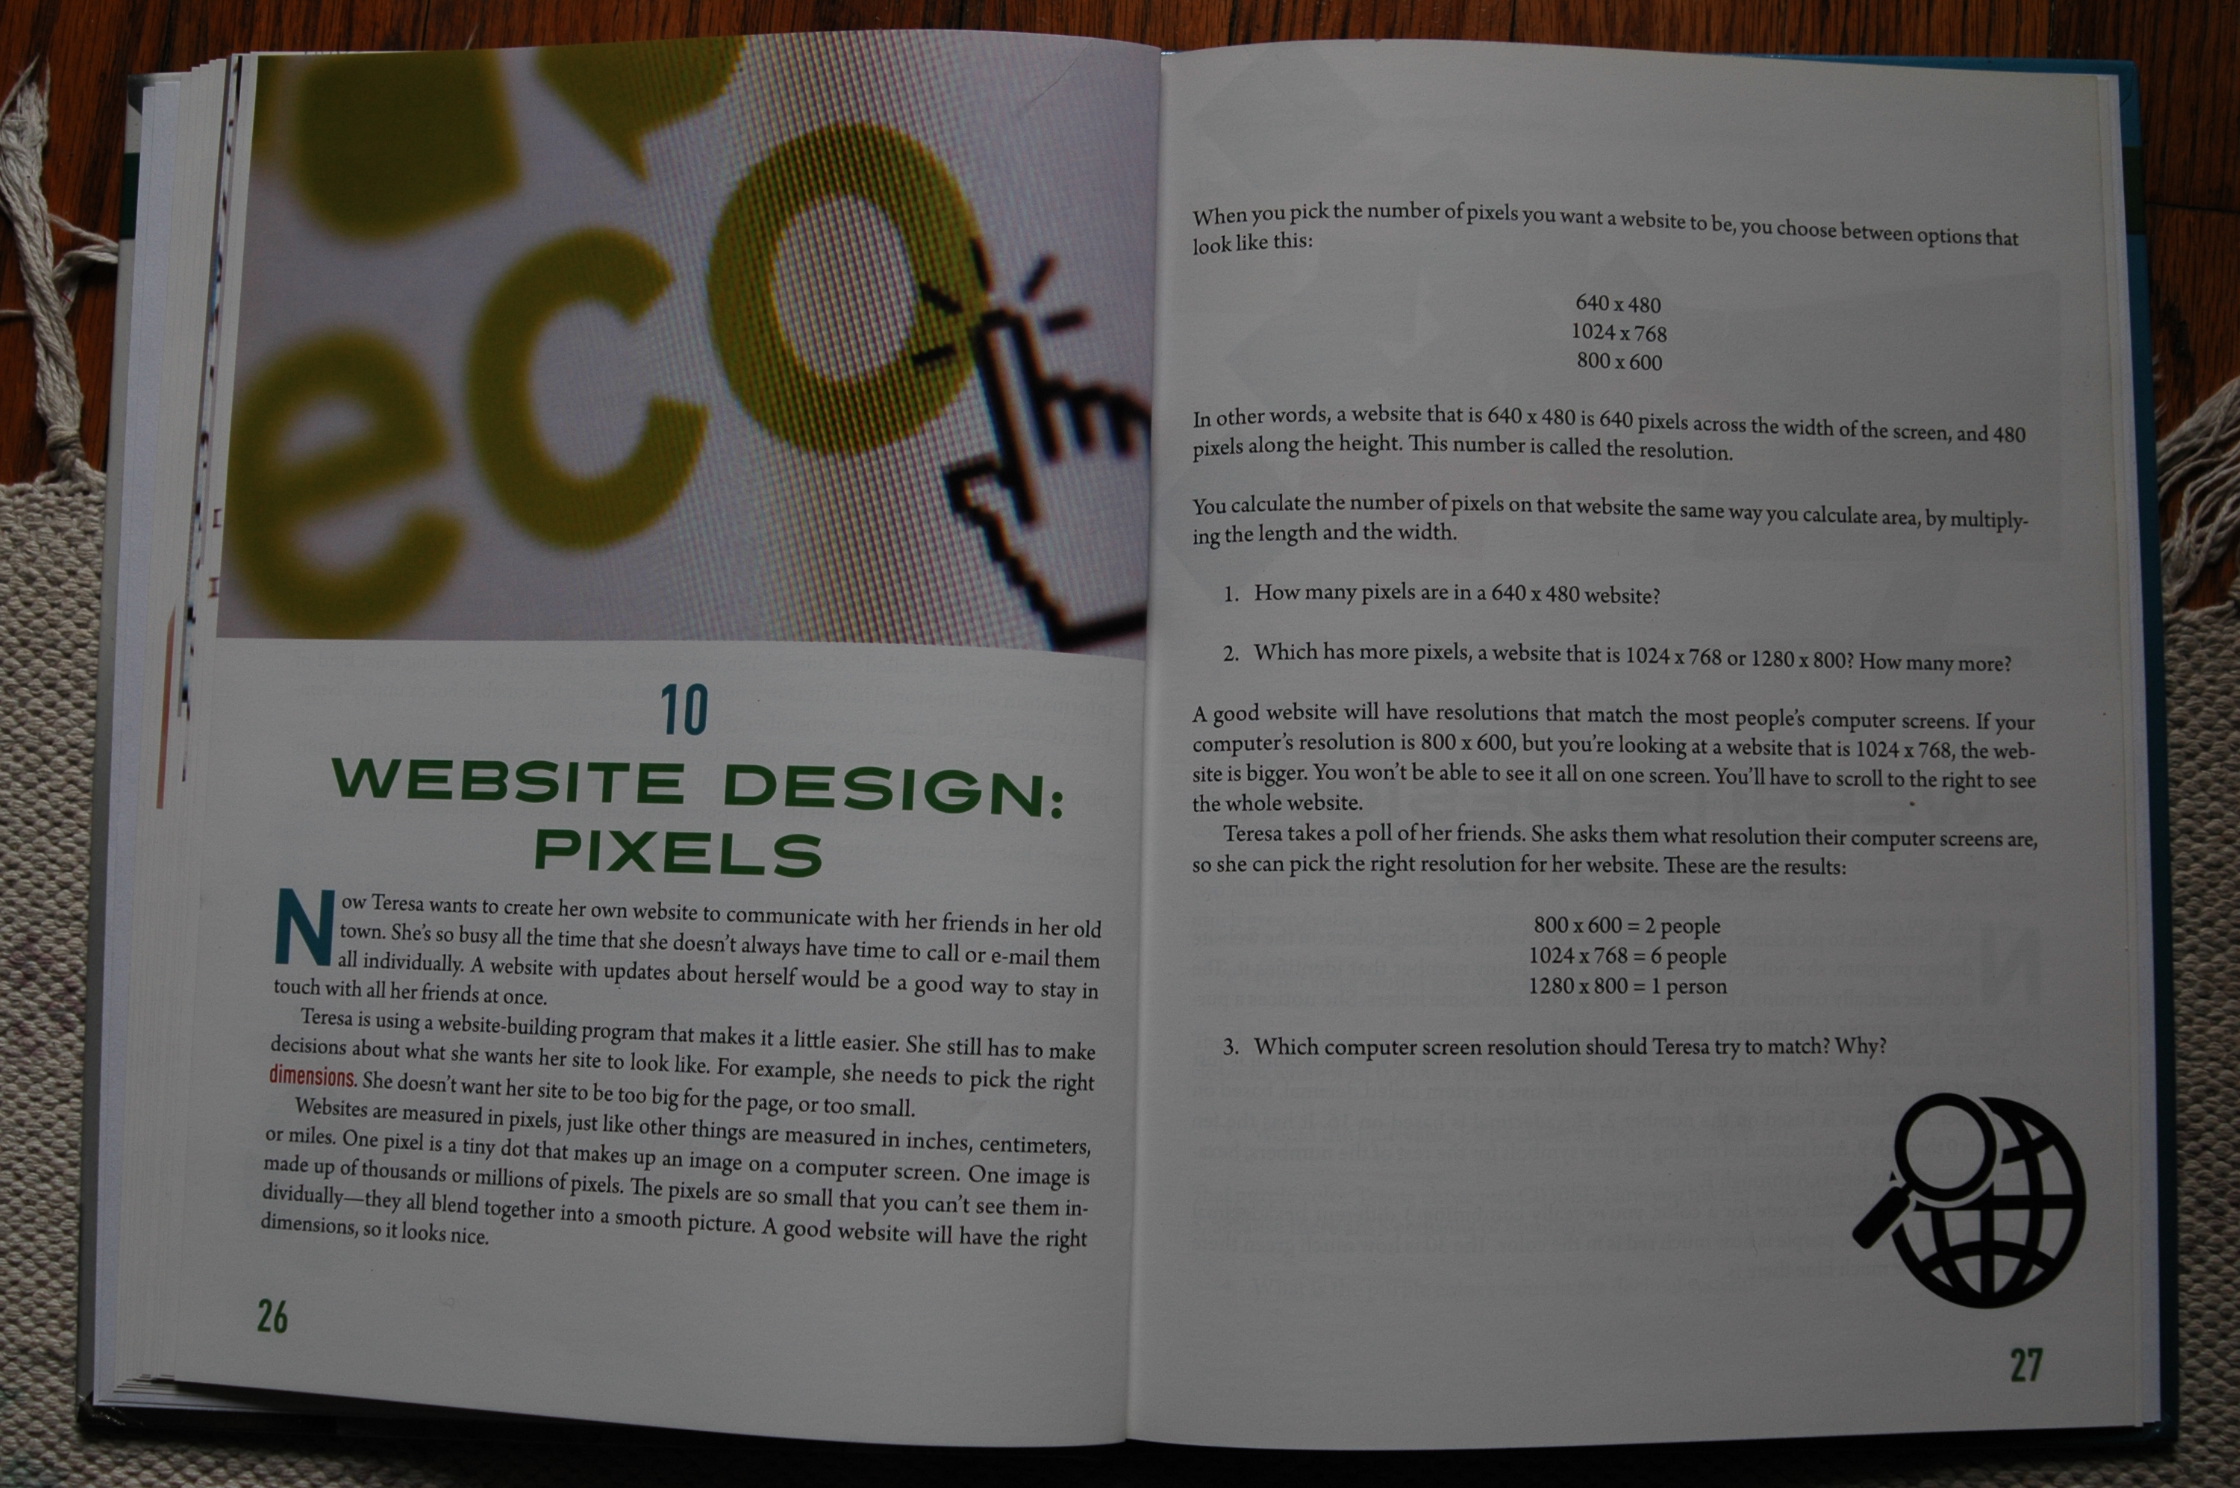 eco
10
WEBSITE DESIGN:
PIXELS
Now Teresa wants to create her own website to communicate with her friends in her old
town. She's so busy all the time that she doesn't always have time to call or e-mail them
all individually. A website with updates about herself would be a good way to stay in
touch with all her friends at once.
Teresa is using a website-building program that makes it a little easier. She still has to make
decisions about what she wants her site to look like. For example, she needs to pick the right
dimensions. She doesn't want her site to be too big for the page, or too small.
Websites are measured in pixels, just like other things are measured in inches, centimeters,
or miles. One pixel is a tiny dot that makes up an image on a computer screen. One image is
made up of thousands or millions of pixels. The pixels are so small that you can't see them in-
dividually—they all blend together into a smooth picture. A good website will have the right
dimensions, so it looks nice.
26
When you pick the number of pixels you want a website to be, you choose between options that
look like this:
640 x 480
1024 x 768
800 x 600
In other words, a website that is 640 x 480 is 640 pixels across the width of the screen, and 480
pixels along the height. This number is called the resolution.
You calculate the number of pixels on that website the same way you calculate area, by multiply-
ing the length and the width.
1. How many pixels are in a 640 x 480 website?
2. Which has more pixels, a website that is 1024 x 768 or 1280 x 800? How many more?
A good website will have resolutions that match the most people's computer screens. If your
computer's resolution is 800 x 600, but you're looking at a website that is 1024 x 768, the web-
site is bigger. You won't be able to see it all on one screen. You'll have to scroll to the right to see
the whole website.
Teresa takes a poll of her friends. She asks them what resolution their computer screens are,
so she can pick the right resolution for her website. These are the results:
800 x 600 = 2 people
1024 x 768 = 6 people
1280 x 800 = 1 person
3. Which computer screen resolution should Teresa try to match? Why?
27